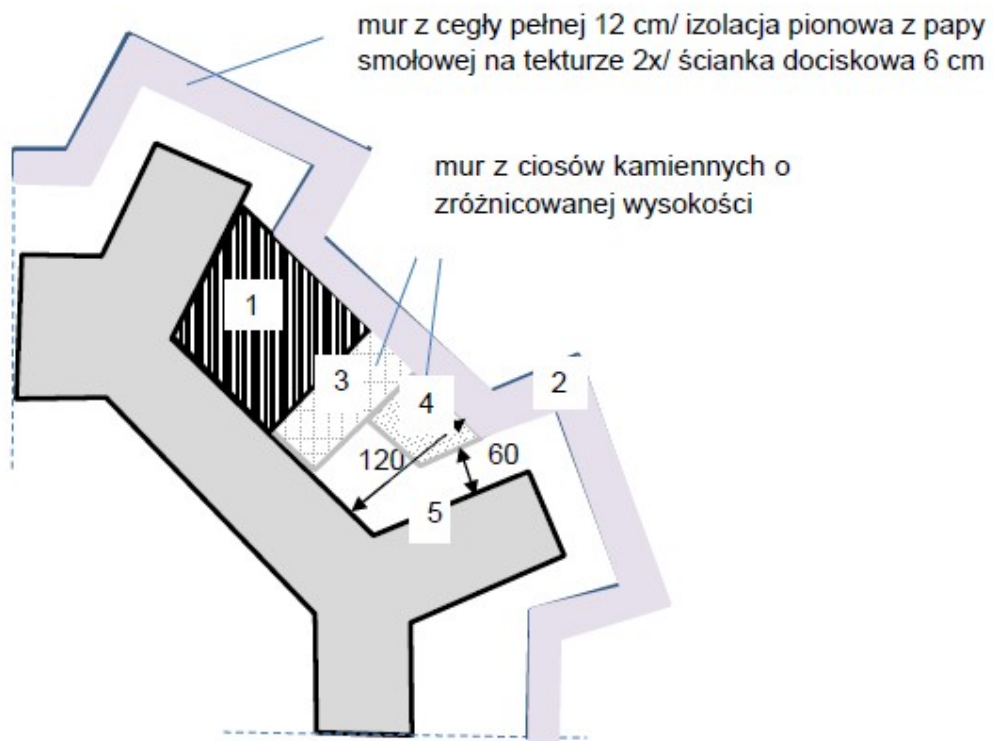 mur z cegły pełnej 12 cm/ izolacja pionowa z papy
smołowej na tekturze 2x/ ścianka dociskowa 6 cm
mur z ciosów kamiennych o
zróżnicowanej wysokości
1
2
3
4
120
60
5